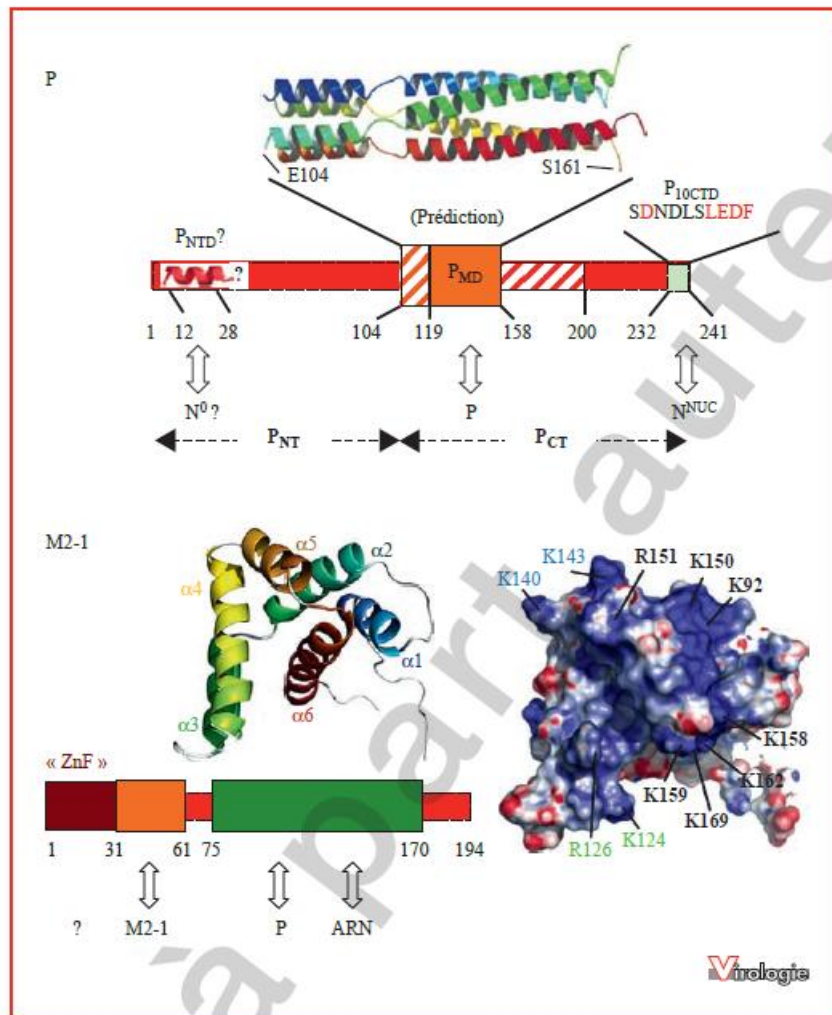 P
E104
S161
(Prédiction)
P10CTD
SDNDLSLEDF
PNTD?
?
PMD
1 12 28 104 119 158 200 232 241
N0 ? P NNUC
PNT PCT
M2-1
α5 α2
α4
α1
α3 α6
K143 R151 K150
K140 K92
K158
K162
K159
K169
R126 K124
« ZnF »
1 31 61 75 170 194
? M2-1 P ARN
à part auteu
Virologie